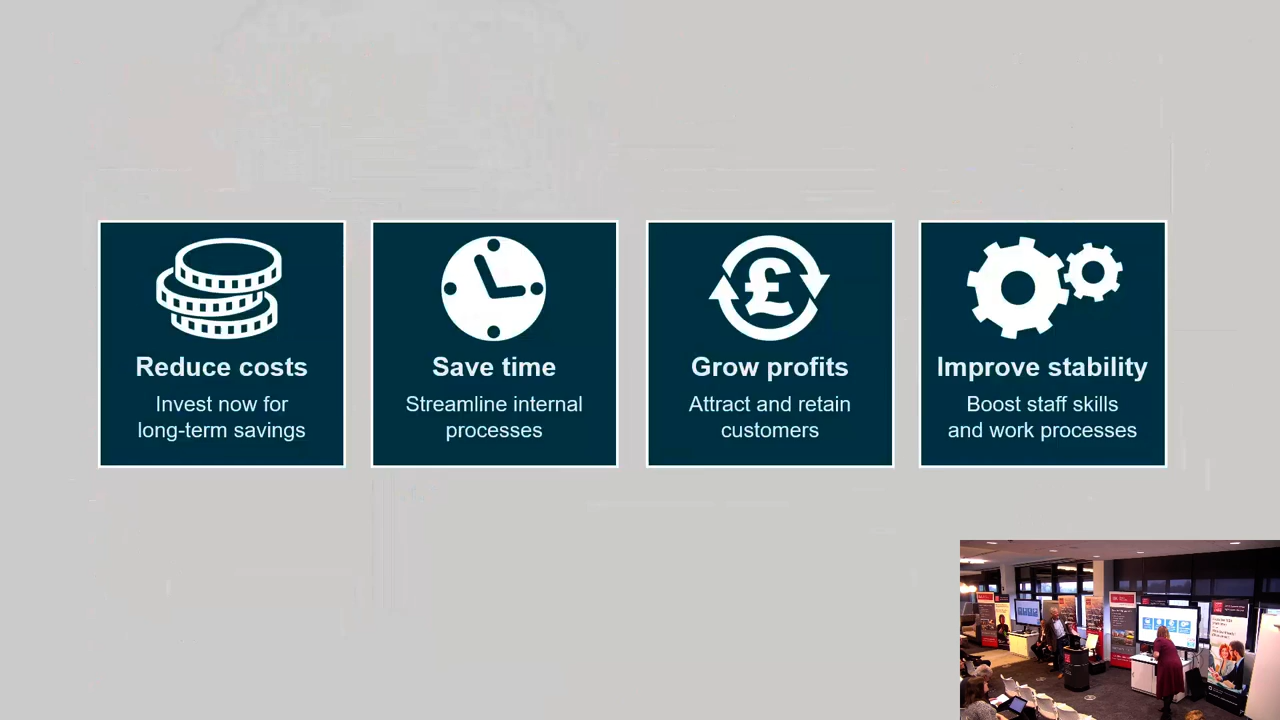 Reduce costs
Invest now for
long-term savings
Save time
Streamline internal
processes
£
Grow profits
Attract and retain
customers
Improve stability
Boost staff skills
and work processes